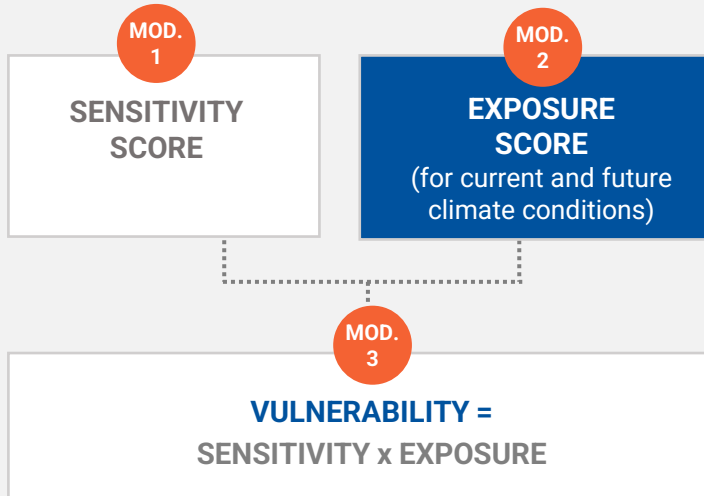 MOD.
1
SENSITIVITY
SCORE
MOD.
2
EXPOSURE
SCORE
(for current and future
climate conditions)
MOD.
3
VULNERABILITY =
SENSITIVITY x EXPOSURE